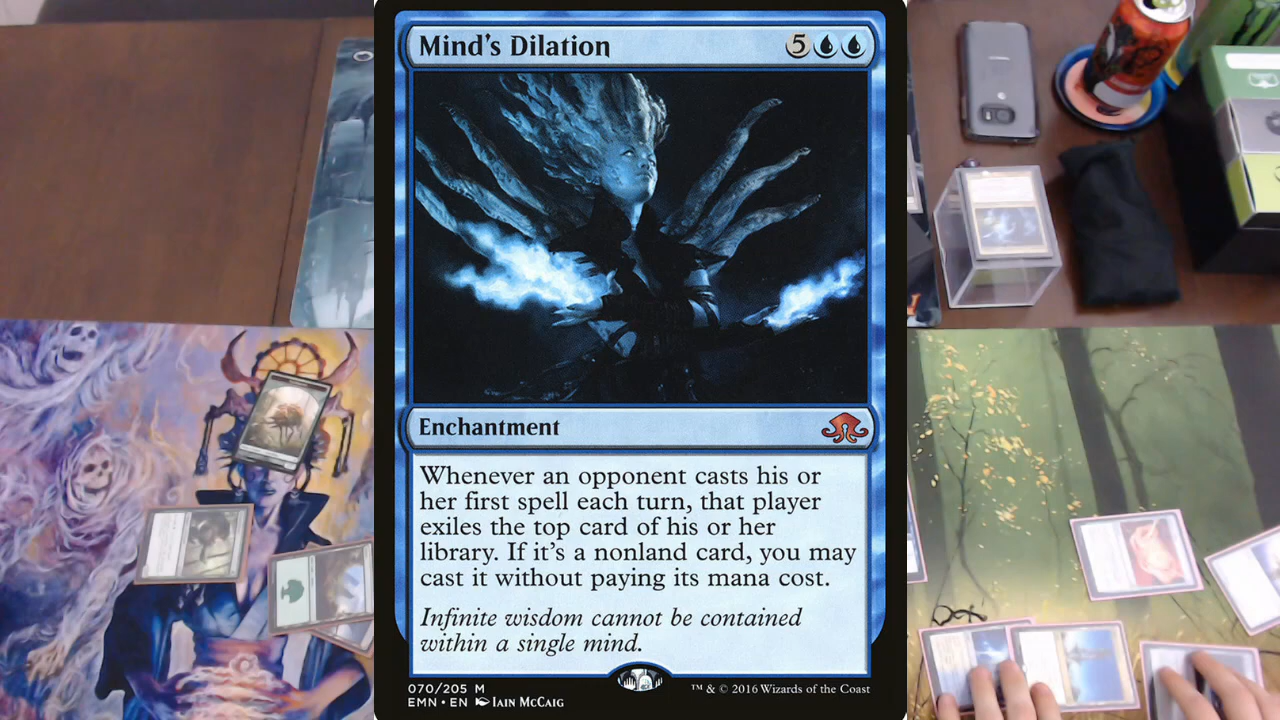 Mind's Dilation
5
Enchantment
Whenever an opponent casts his or
her first spell each turn, that player
exiles the top card of his or her
library. If it's a nonland card, you may
cast it without paying its mana cost.
Infinite wisdom cannot be contained
within a single mind.
070/205 M
EMN • EN Iain McCaig
™ & © 2016 Wizards of the Coast